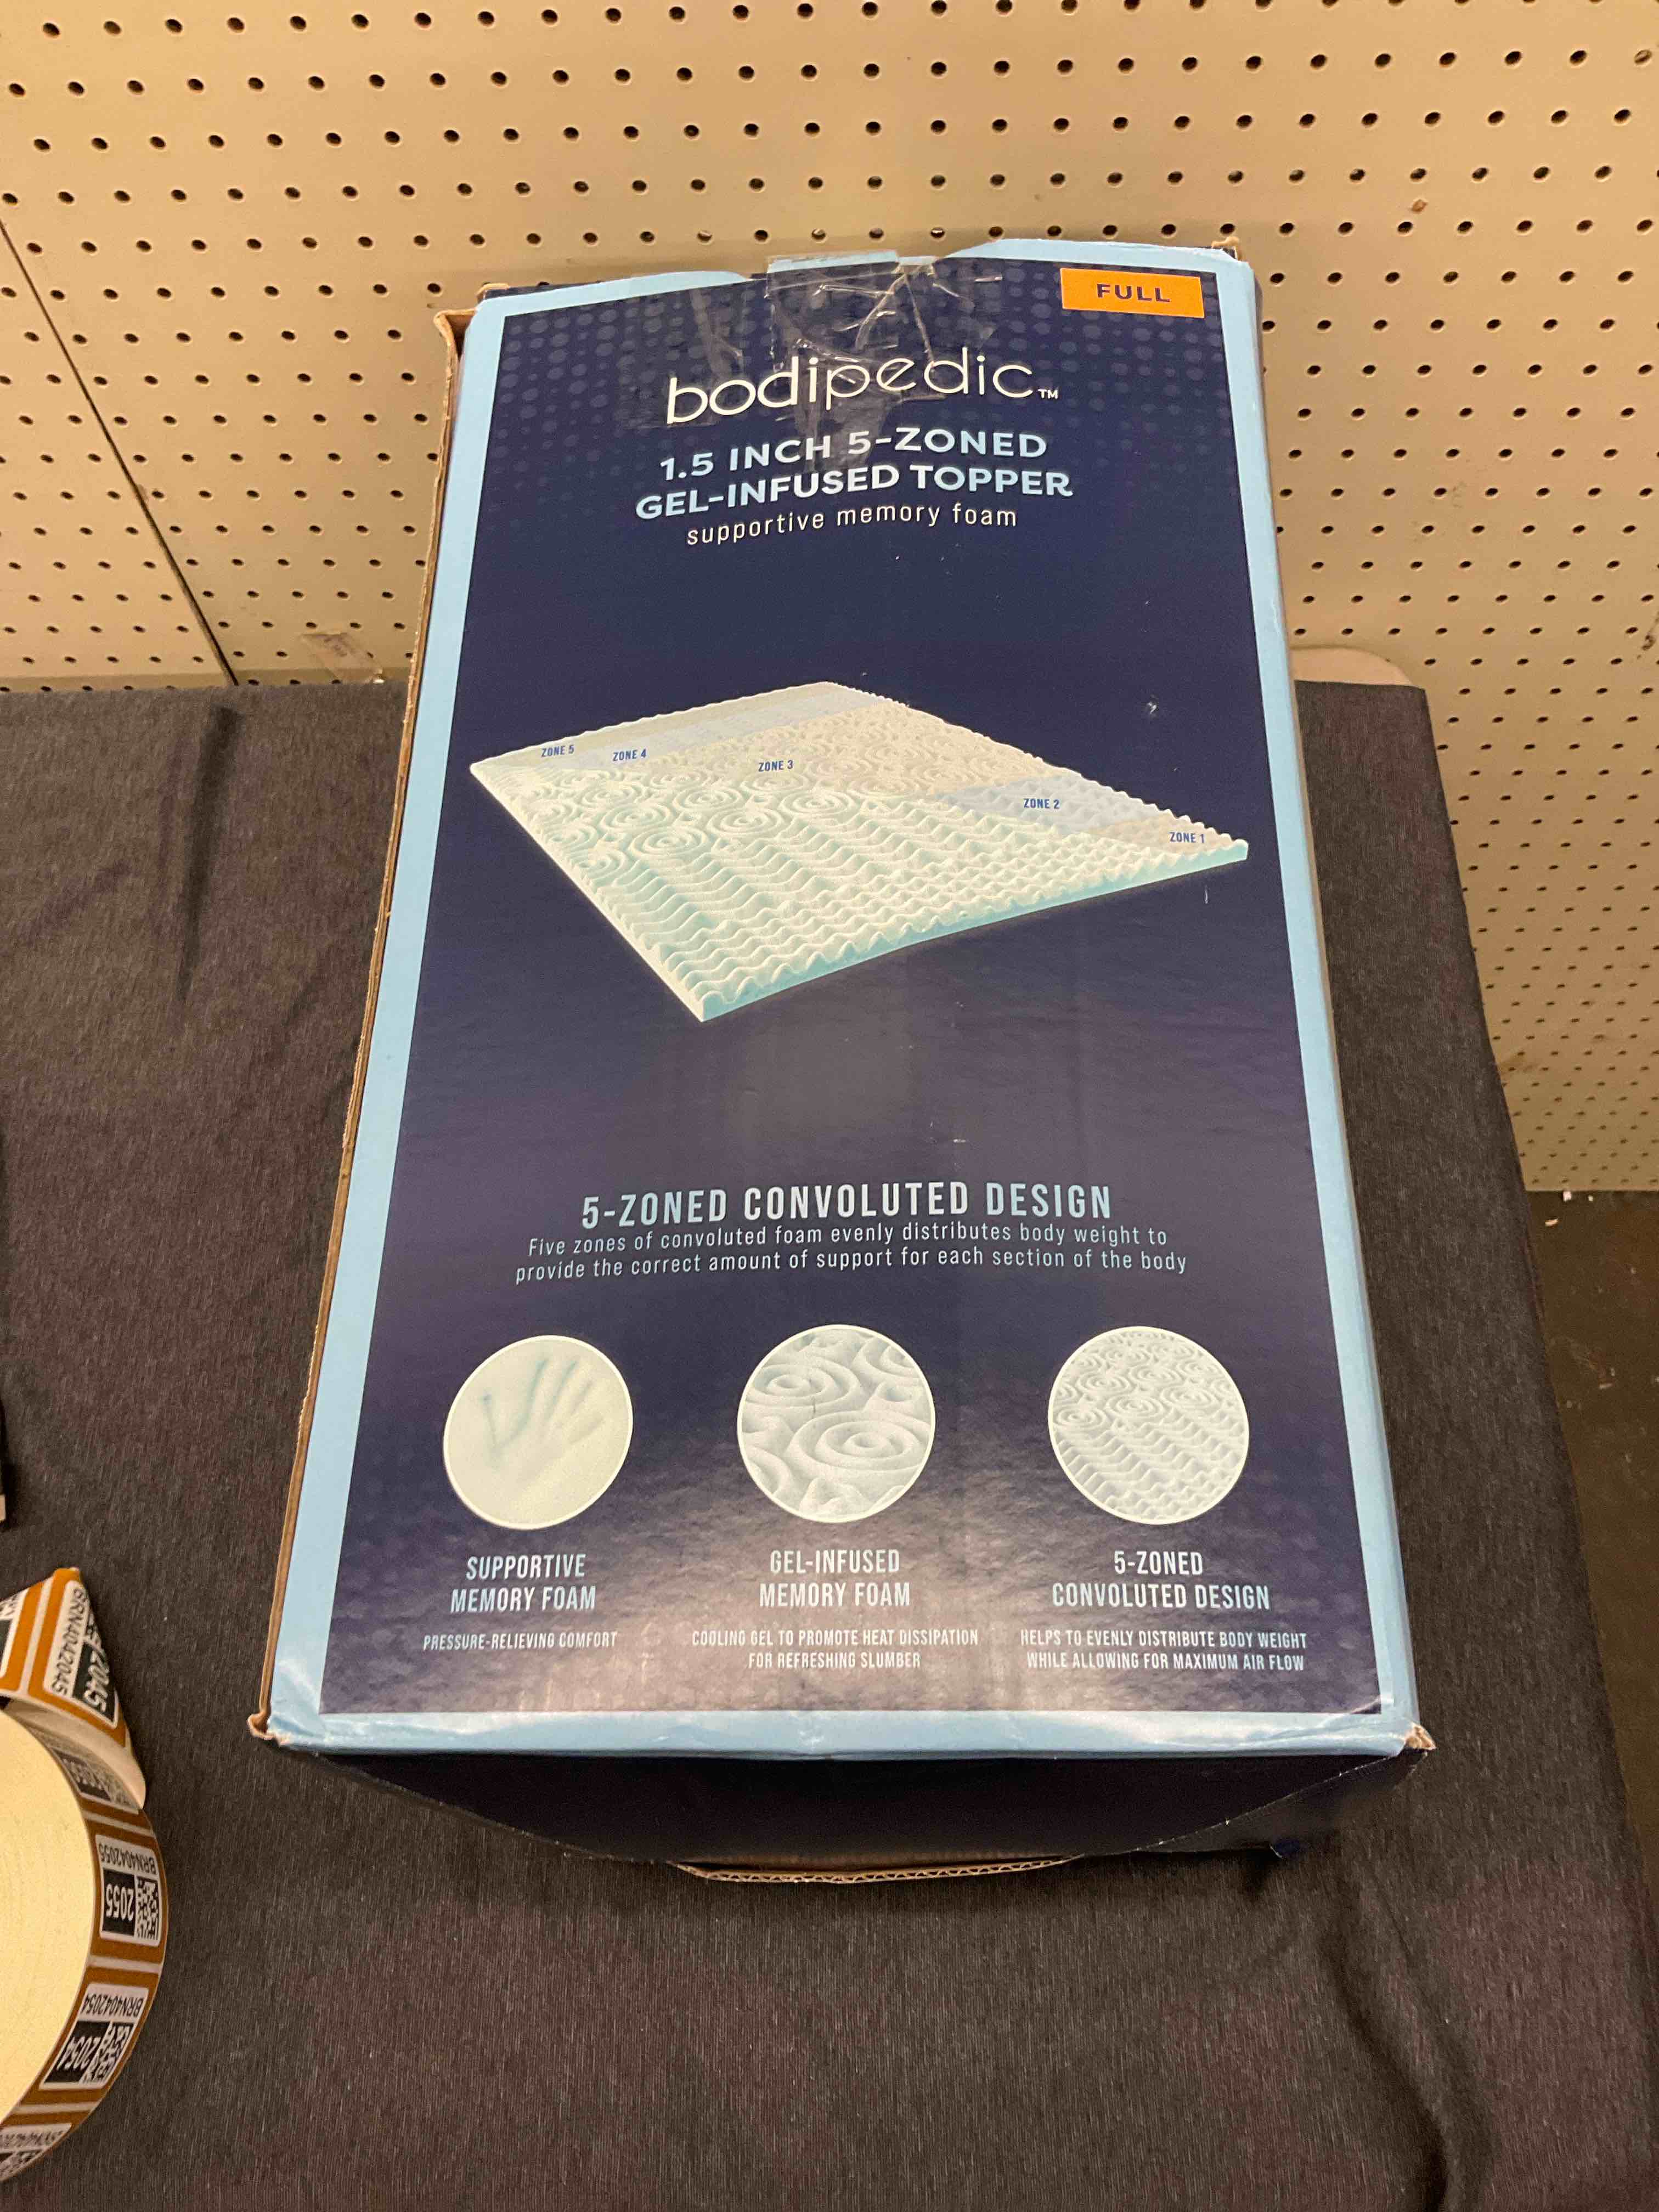 FULL
bodipedic™
1.5 INCH 5-ZONED
GEL-INFUSED TOPPER
supportive memory foam
ZONE 5
ZONE 4
ZONE 3
ZONE 2
ZONE 1
5-ZONED CONVOLUTED DESIGN
Five zones of convoluted foam evenly distributes body weight to
provide the correct amount of support for each section of the body
SUPPORTIVE
MEMORY FOAM
PRESSURE-RELIEVING COMFORT
GEL-INFUSED
MEMORY FOAM
COOLING GEL TO PROMOTE HEAT DISSIPATION
FOR REFRESHING SLUMBER
5-ZONED
CONVOLUTED DESIGN
HELPS TO EVENLY DISTRIBUTE BODY WEIGHT
WHILE ALLOWING FOR MAXIMUM AIR FLOW
BRN4042045
2045
BRN4042055
2055
BRN4042054
2054